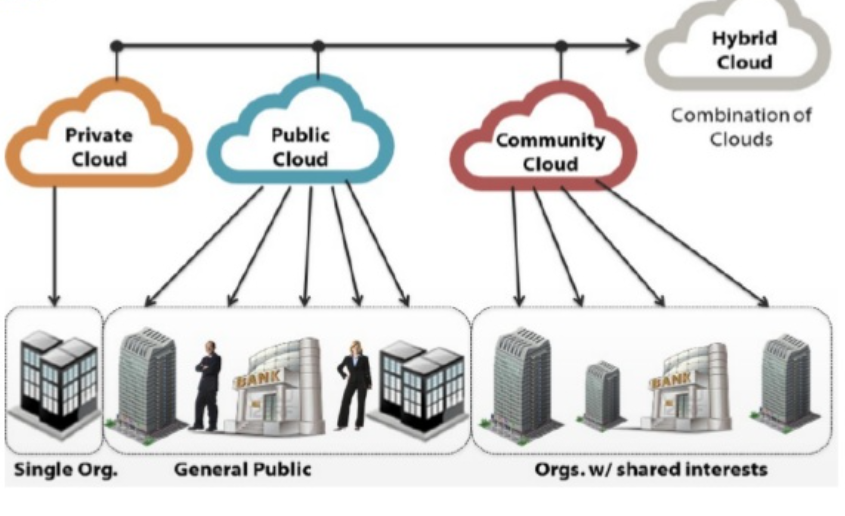 Hybrid
Cloud
Combination of
Clouds
Private
Cloud
Public
Cloud
Community
Cloud
BANK
BANK
Single Org.
General Public
Orgs. w/ shared interests